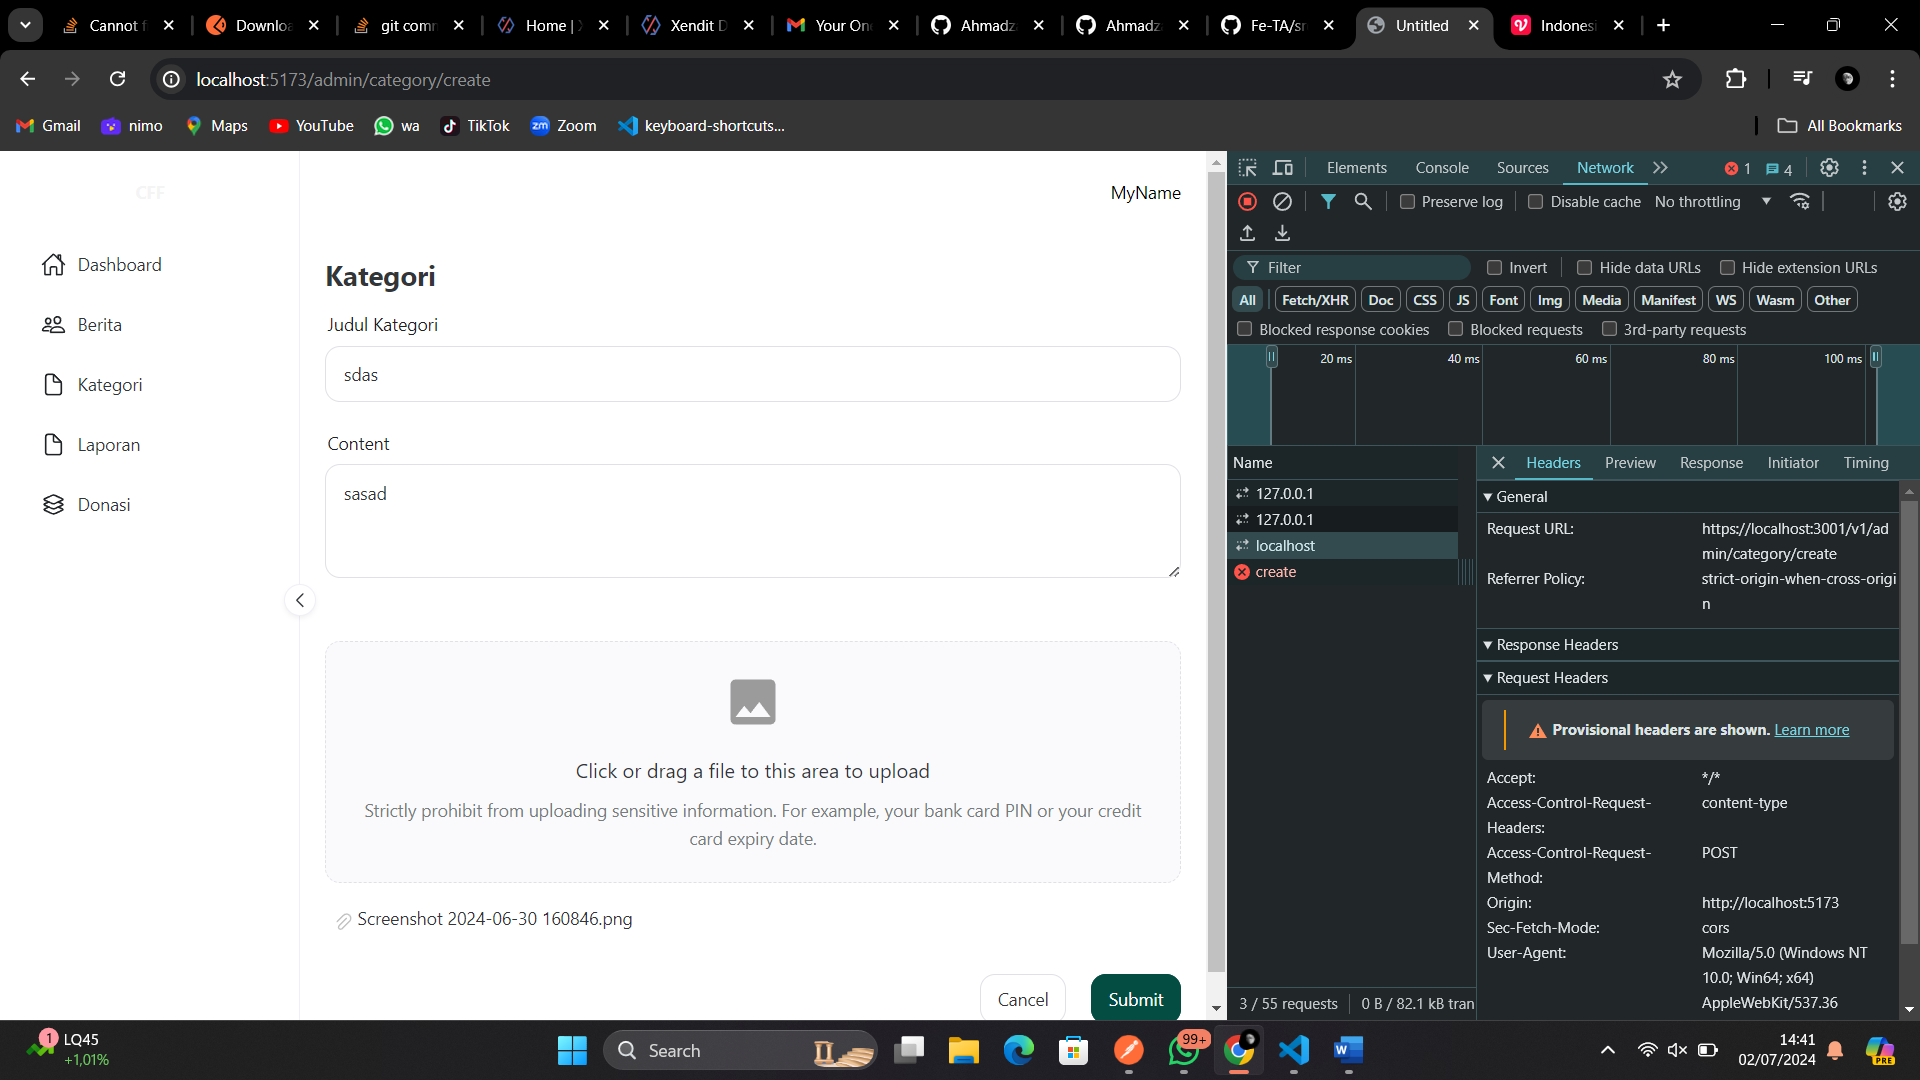 Cannot f
Downlo
git com
Home |
Xendit D
Your On
Ahmadz
Ahmadz
Fe-TA/sr
Untitled
Indones
localhost:5173/admin/category/create
Gmail
nimo
Maps
YouTube
wa
TikTok
Zoom
keyboard-shortcuts...
All Bookmarks
CFF
Dashboard
Berita
Kategori
Laporan
Donasi
MyName
Kategori
Judul Kategori
sdas
Content
sasad
Click or drag a file to this area to upload
Strictly prohibit from uploading sensitive information. For example, your bank card PIN or your credit
card expiry date.
Screenshot 2024-06-30 160846.png
Cancel
Submit
Elements Console Sources Network 1 4
Preserve log Disable cache No throttling
Filter Invert Hide data URLs Hide extension URLs
All Fetch/XHR Doc CSS JS Font Img Media Manifest WS Wasm Other
Blocked response cookies Blocked requests 3rd-party requests
20 ms 40 ms 60 ms 80 ms 100 ms
Name
127.0.0.1
127.0.0.1
localhost
create
3 / 55 requests 0 B / 82.1 kB tran
Headers Preview Response Initiator Timing
General
Request URL: https://localhost:3001/v1/ad
min/category/create
Referrer Policy: strict-origin-when-cross-origi
n
Response Headers
Request Headers
Provisional headers are shown. Learn more
Accept: */*
Access-Control-Request- content-type
Headers:
Access-Control-Request- POST
Method:
Origin: http://localhost:5173
Sec-Fetch-Mode: cors
User-Agent: Mozilla/5.0 (Windows NT
10.0; Win64; x64)
AppleWebKit/537.36
1
LQ45
+1,01%
Search
zm
99+
W
PRE
14:41
02/07/2024